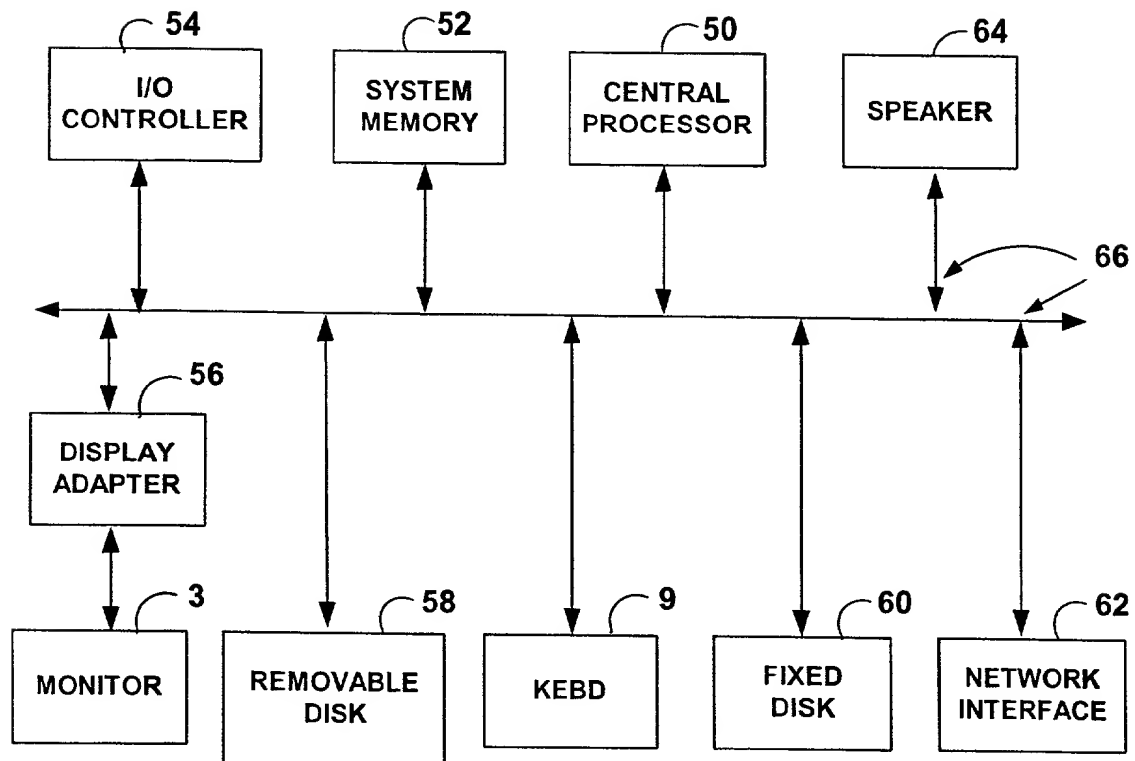 54
52
50
64
I/O
CONTROLLER
SYSTEM
MEMORY
CENTRAL
PROCESSOR
SPEAKER
66
56
DISPLAY
ADAPTER
3
58
9
60
62
MONITOR
REMOVABLE
DISK
KEBD
FIXED
DISK
NETWORK
INTERFACE